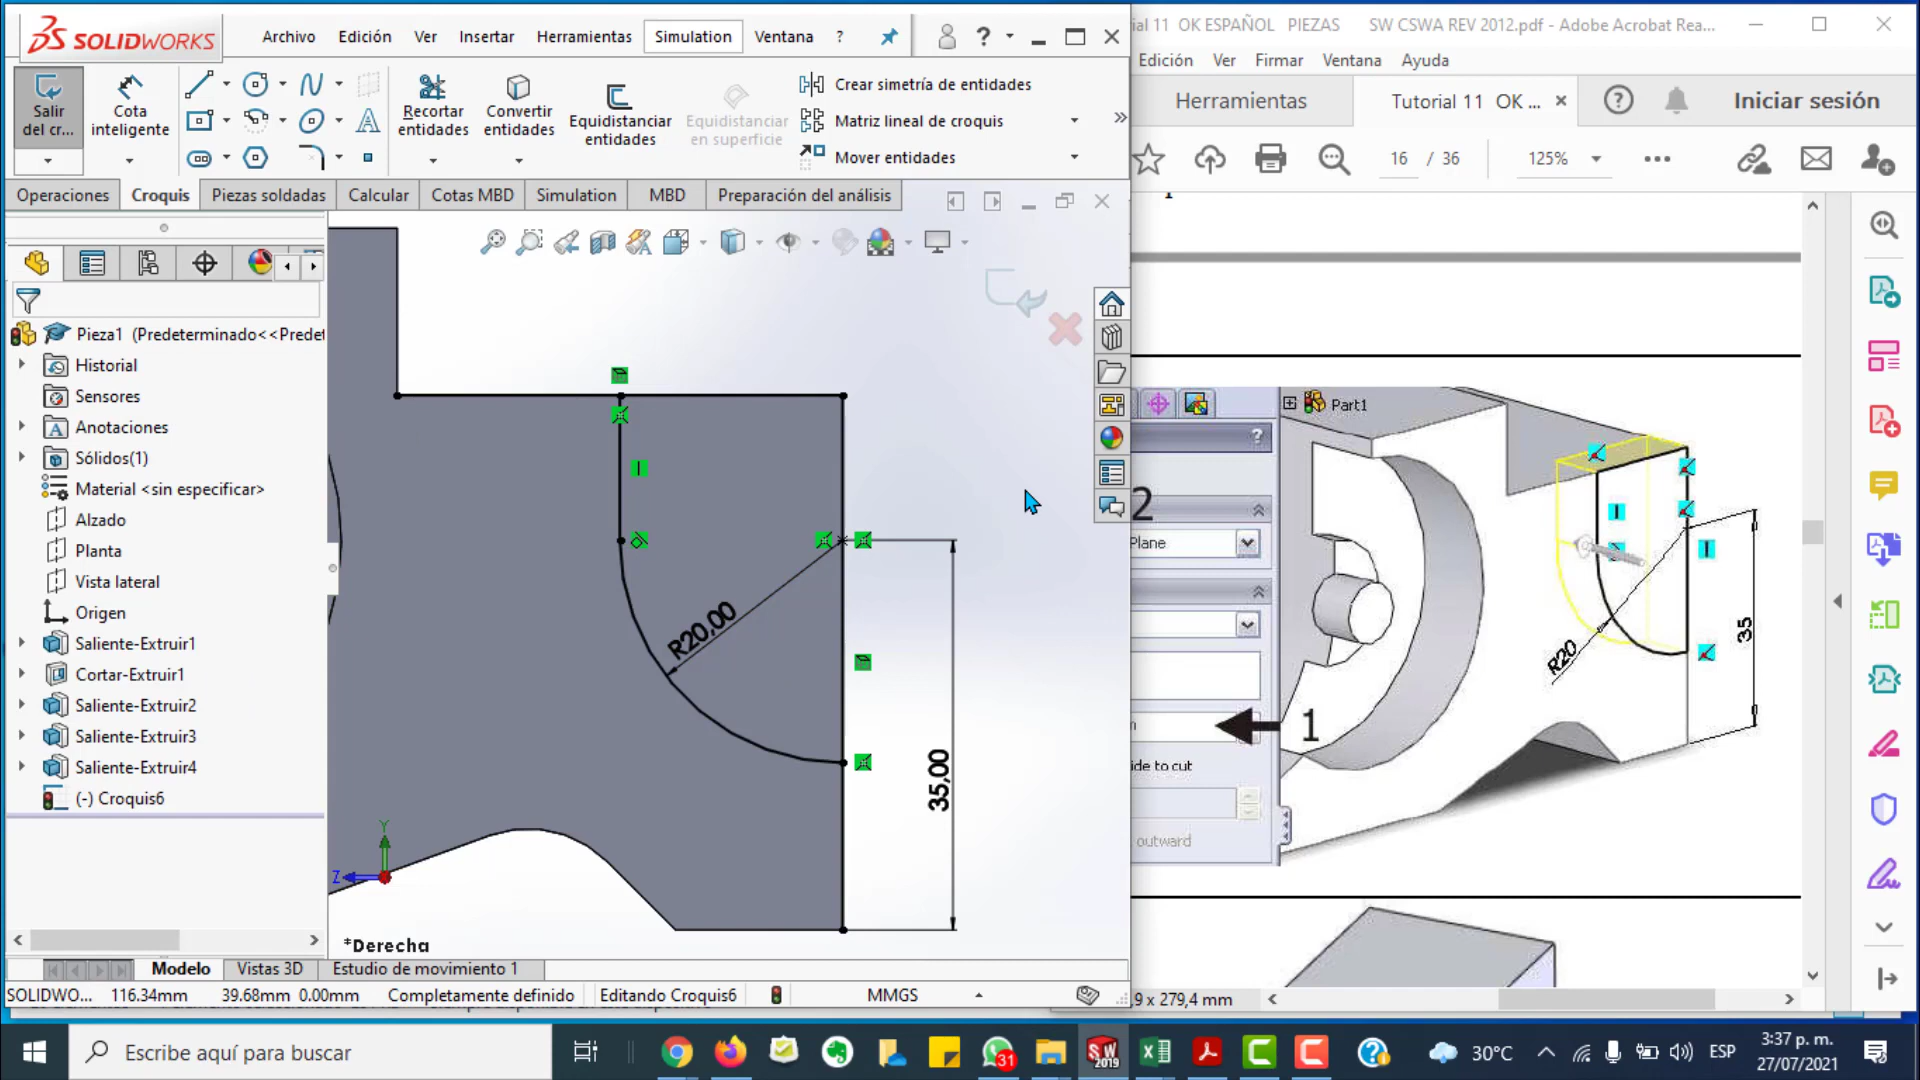 SOLIDWORKS
Archivo Edición Ver Insertar Herramientas Simulation Ventana ?
ial 11 OK ESPAÑOL PIEZAS SW CSWA REV 2012.pdf - Adobe Acrobat Rea...
Edición Ver Firmar Ventana Ayuda
Herramientas Tutorial 11 OK ... Iniciar sesión
16 / 36 125%
Salir
del cr...
Cota
inteligente
Recortar
entidades
Convertir
entidades
Equidistanciar
entidades
Equidistanciar
en superficie
Crear simetría de entidades
Matriz lineal de croquis
Mover entidades
Operaciones Croquis Piezas soldadas Calcular Cotas MBD Simulation MBD Preparación del análisis
Pieza1 (Predeterminado<<Predet
Historial
Sensores
Anotaciones
Sólidos(1)
Material <sin especificar>
Alzado
Planta
Vista lateral
Origen
Saliente-Extruir1
Cortar-Extruir1
Saliente-Extruir2
Saliente-Extruir3
Saliente-Extruir4
(-) Croquis6
R20,00
35,00
Y
Z
*Derecha
Part1
2
Plane
1
ide to cut
outward
R20
35
Modelo Vistas 3D Estudio de movimiento 1
SOLIDWO... 116.34mm 39.68mm 0.00mm Completamente definido Editando Croquis6 MMGS
,9 x 279,4 mm
Escribe aquí para buscar
31
SW
2019
30°C ESP
3:37 p. m.
27/07/2021